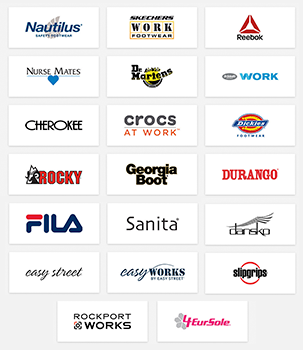 Nautilus
SAFETY FOOTWEAR
SKECHERS
WORK
FOOTWEAR
Reebok
NURSE MATES
Dr.
Martens
WORK
CHEROKEE
crocs
AT WORK™
Dickies
FOOTWEAR
ROCKY
Georgia
Boot
DURANGO
FILA
Sanita
dansko
easy street
easy WORKS
BY EASY STREET
slipgrips
ROCKPORT
WORKS
4EurSole